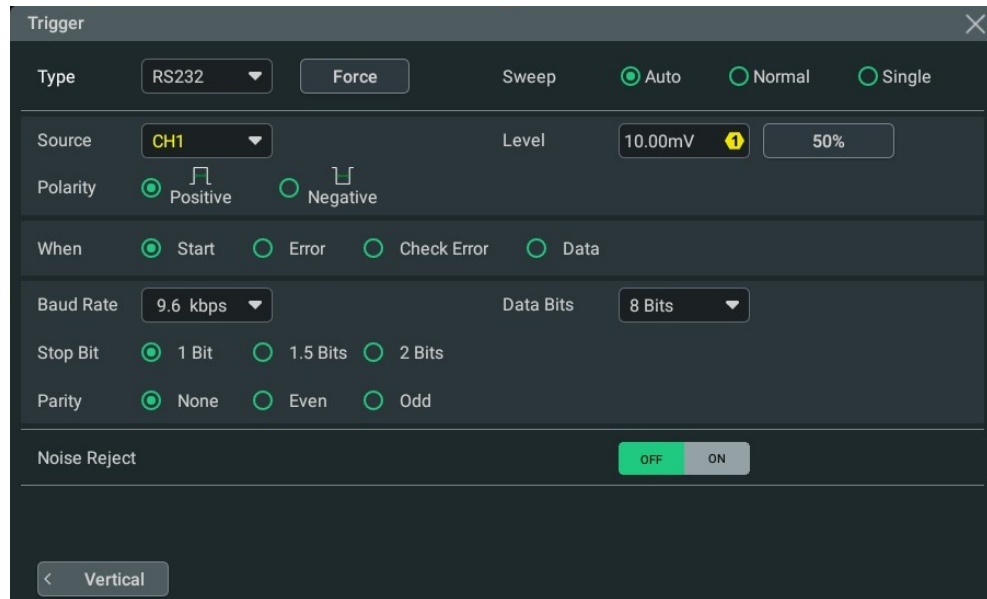 Trigger
Type RS232 Force Sweep Auto Normal Single
Source CH1 Level 10.00mV 1 50%
Polarity Positive Negative
When Start Error Check Error Data
Baud Rate 9.6 kbps Data Bits 8 Bits
Stop Bit 1 Bit 1.5 Bits 2 Bits
Parity None Even Odd
Noise Reject OFF ON
< Vertical